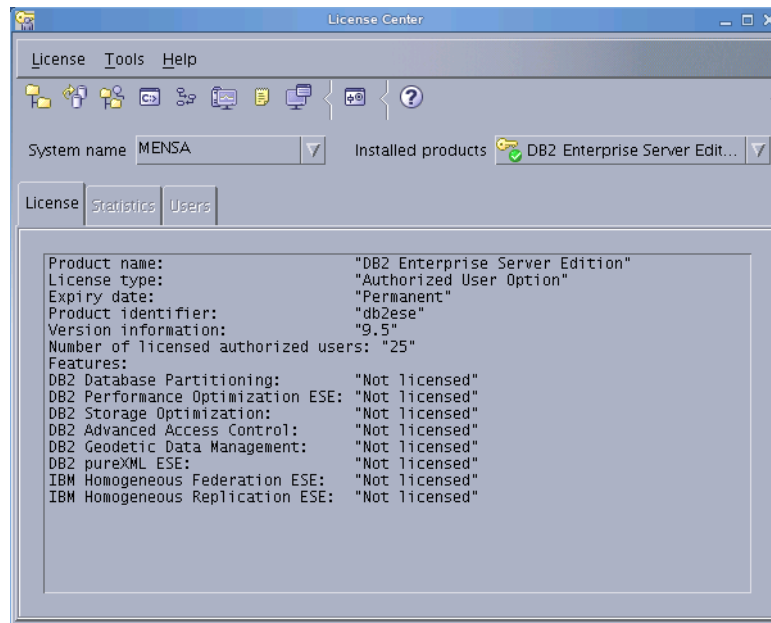 License Center
License Tools Help
System name MENSA Installed products DB2 Enterprise Server Edit...
License Statistics Users
Product name: "DB2 Enterprise Server Edition"
License type: "Authorized User Option"
Expiry date: "Permanent"
Product identifier: "db2ese"
Version information: "9.5"
Number of licensed authorized users: "25"
Features:
DB2 Database Partitioning: "Not licensed"
DB2 Performance Optimization ESE: "Not licensed"
DB2 Storage Optimization: "Not licensed"
DB2 Advanced Access Control: "Not licensed"
DB2 Geodetic Data Management: "Not licensed"
DB2 pureXML ESE: "Not licensed"
IBM Homogeneous Federation ESE: "Not licensed"
IBM Homogeneous Replication ESE: "Not licensed"